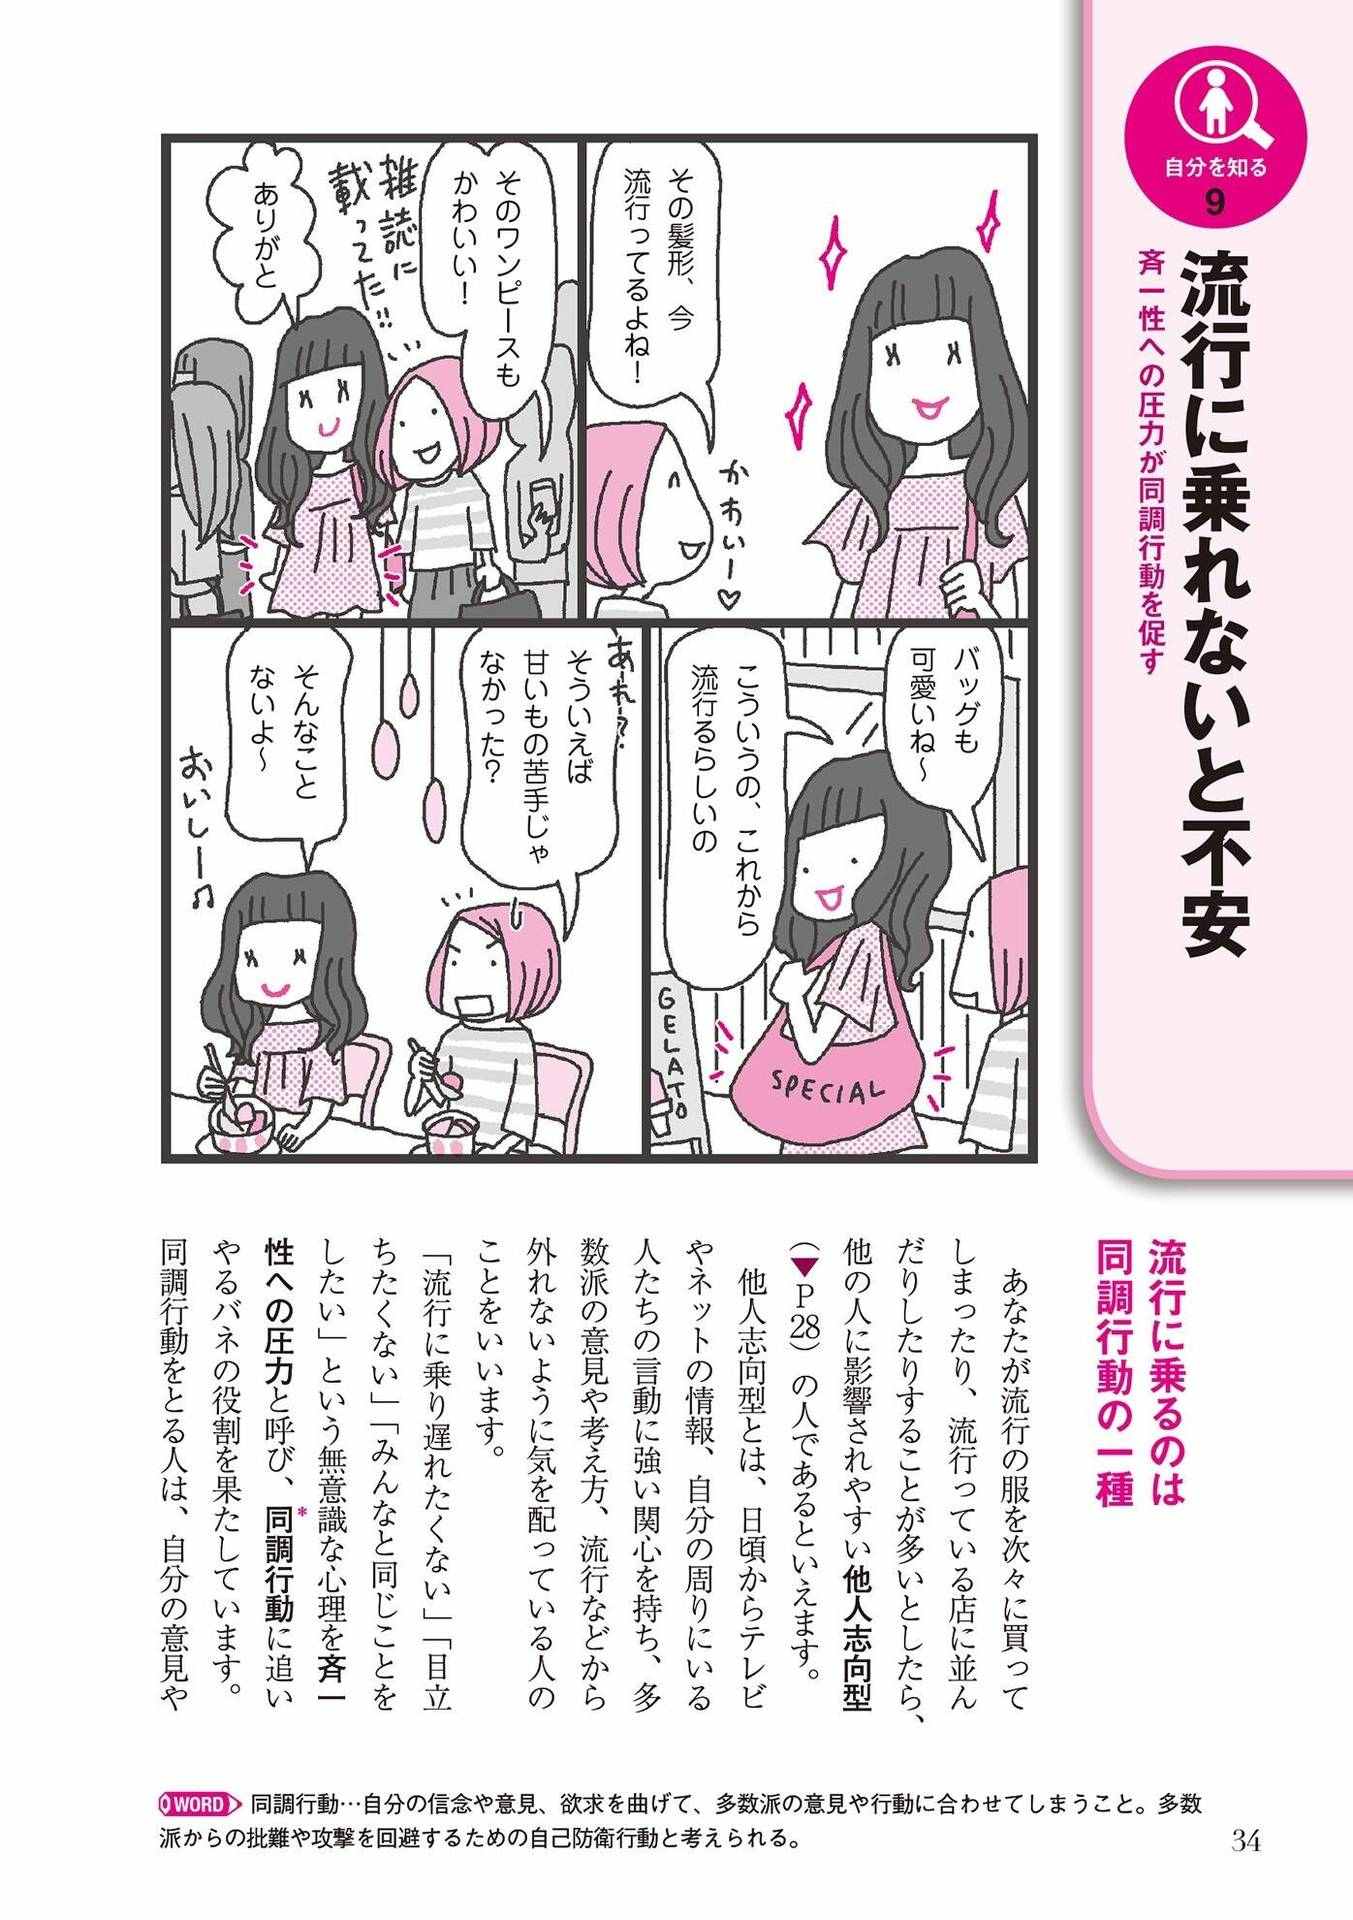 自分を知る
9
流行に乗れないと不安
斉一性への圧力が同調行動を促す
その髪形、今
流行ってるよね！
かわいー♡
そのワンピースも
かわいい！
雑誌に
載ってた!!
ありがと
バッグも
可愛いね〜
こういうの、これから
流行るらしいの
SPECIAL
GELATO
あーれー？
そういえば
甘いもの苦手じゃ
なかった？
そんなこと
ないよ〜
おいしー♫
流行に乗るのは
同調行動の一種
あなたが流行の服を次々に買って
しまったり、流行っている店に並ん
だりしたりすることが多いとしたら、
他の人に影響されやすい他人志向型
（▼P28）の人であるといえます。
他人志向型とは、日頃からテレビ
やネットの情報、自分の周りにいる
人たちの言動に強い関心を持ち、多
数派の意見や考え方、流行などから
外れないように気を配っている人の
ことをいいます。
「流行に乗り遅れたくない」「目立
ちたくない」「みんなと同じことを
したい」という無意識な心理を斉一
性への圧力と呼び、同調行動*に追い
やるバネの役割を果たしています。
同調行動をとる人は、自分の意見や
WORD 同調行動…自分の信念や意見、欲求を曲げて、多数派の意見や行動に合わせてしまうこと。多数
派からの批難や攻撃を回避するための自己防衛行動と考えられる。
34